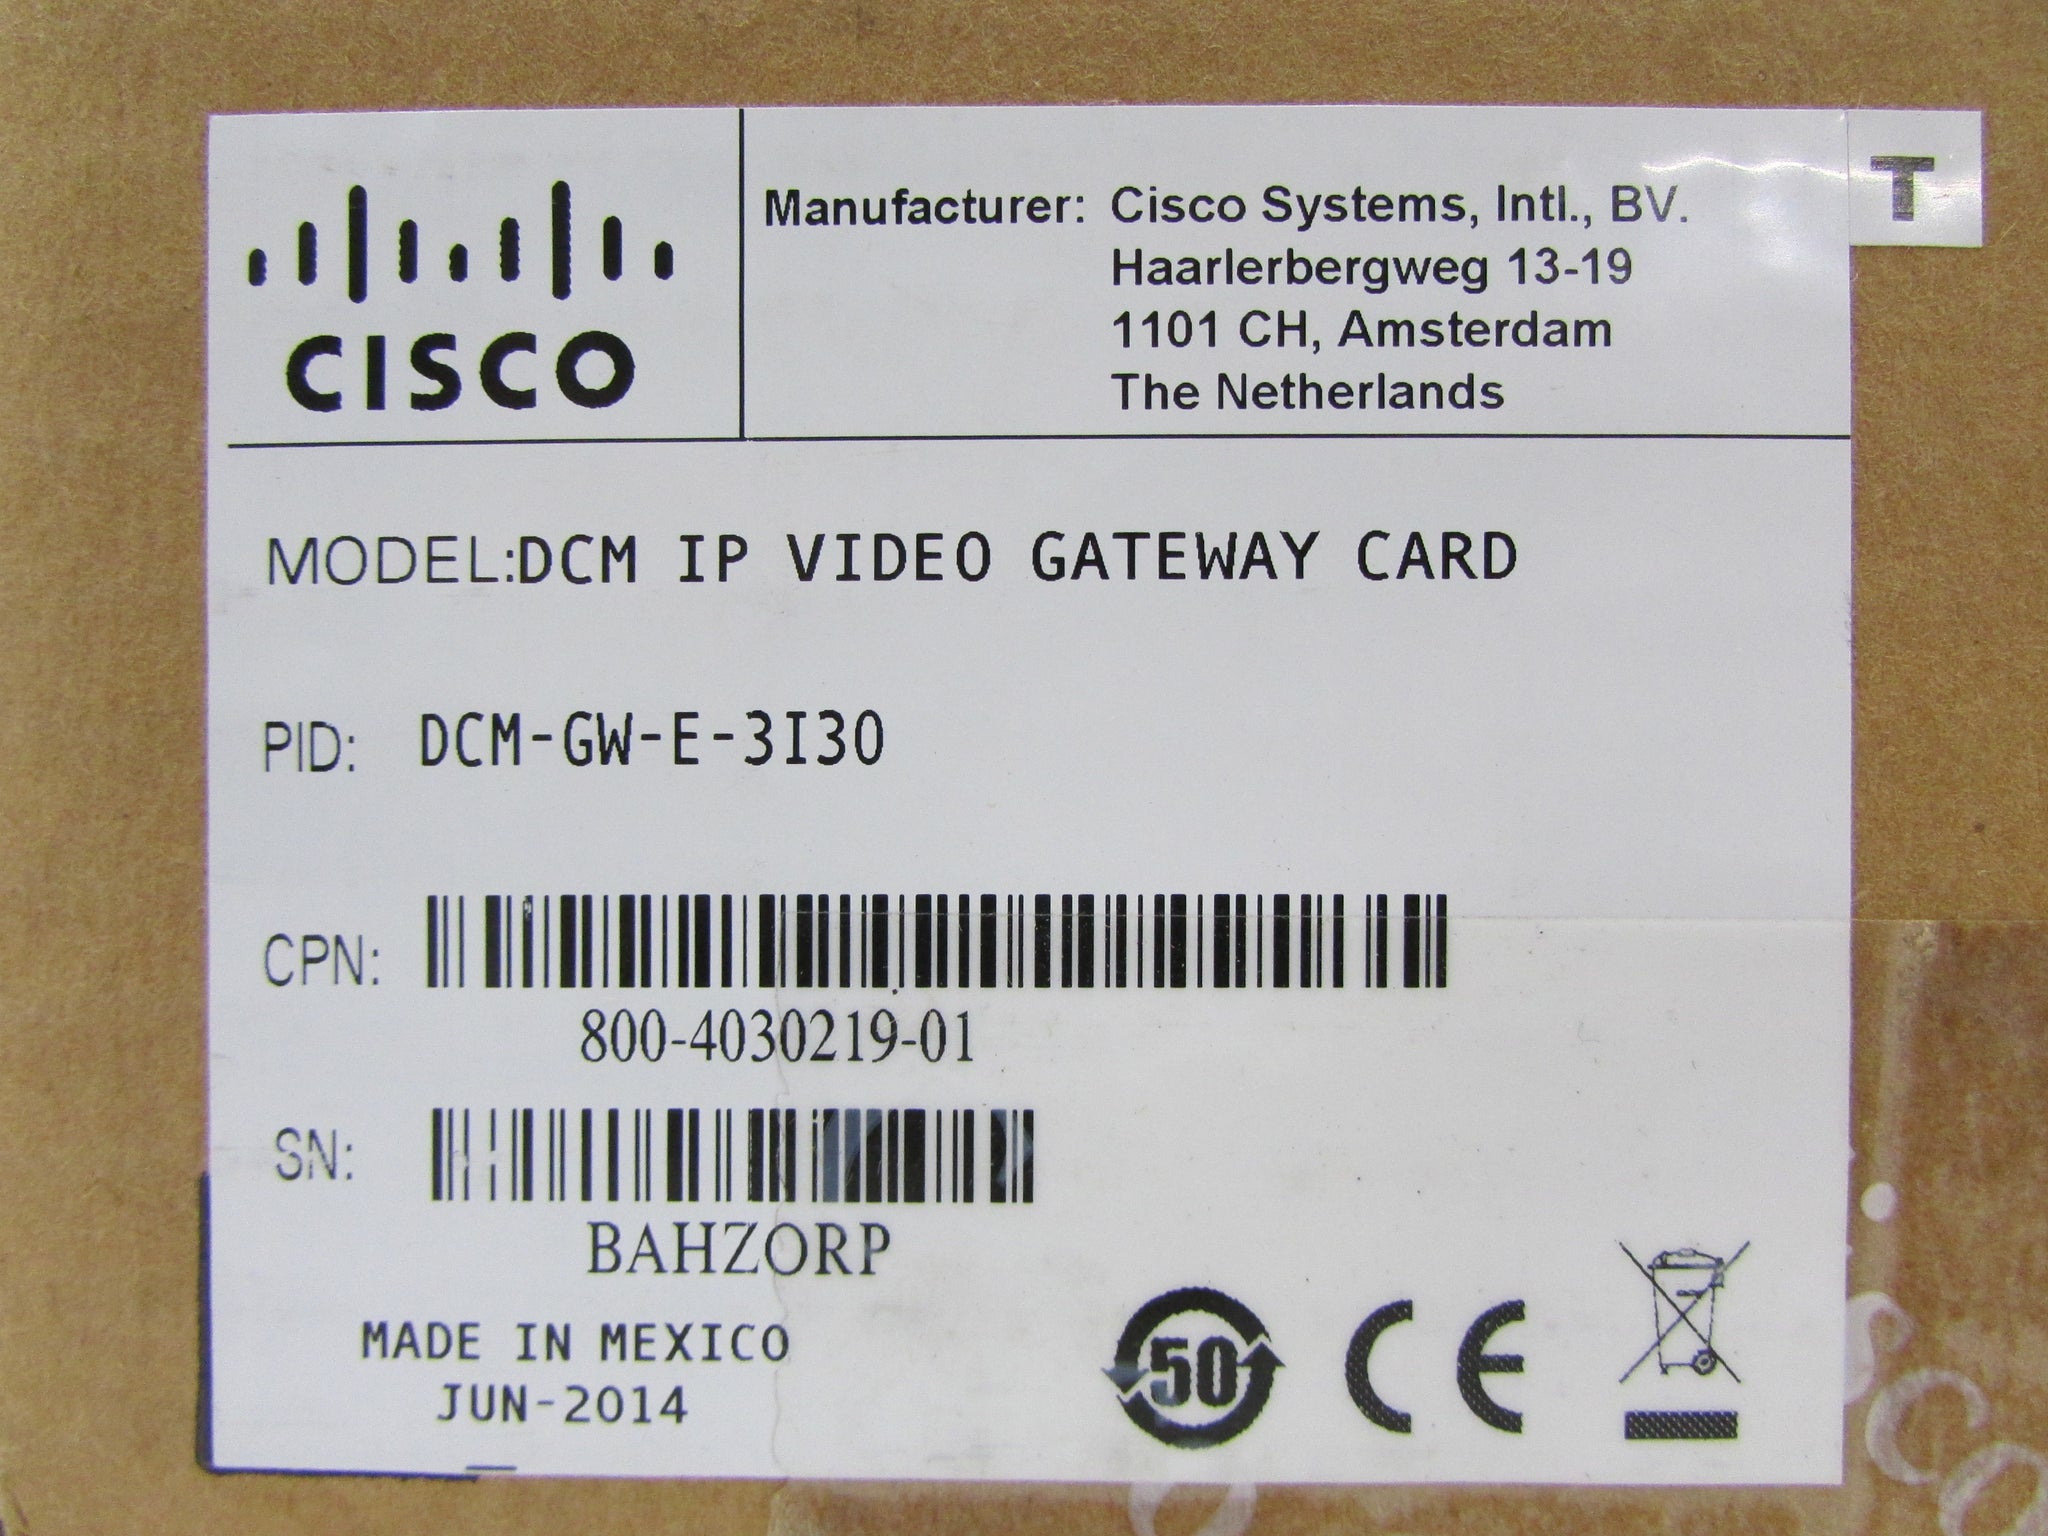 CISCO
Manufacturer: Cisco Systems, Intl., BV.
Haarlerbergweg 13-19
1101 CH, Amsterdam
The Netherlands
T
MODEL:DCM IP VIDEO GATEWAY CARD
PID: DCM-GW-E-3I30
CPN:
800-4030219-01
SN:
BAHZORP
MADE IN MEXICO
JUN-2014
50
CE